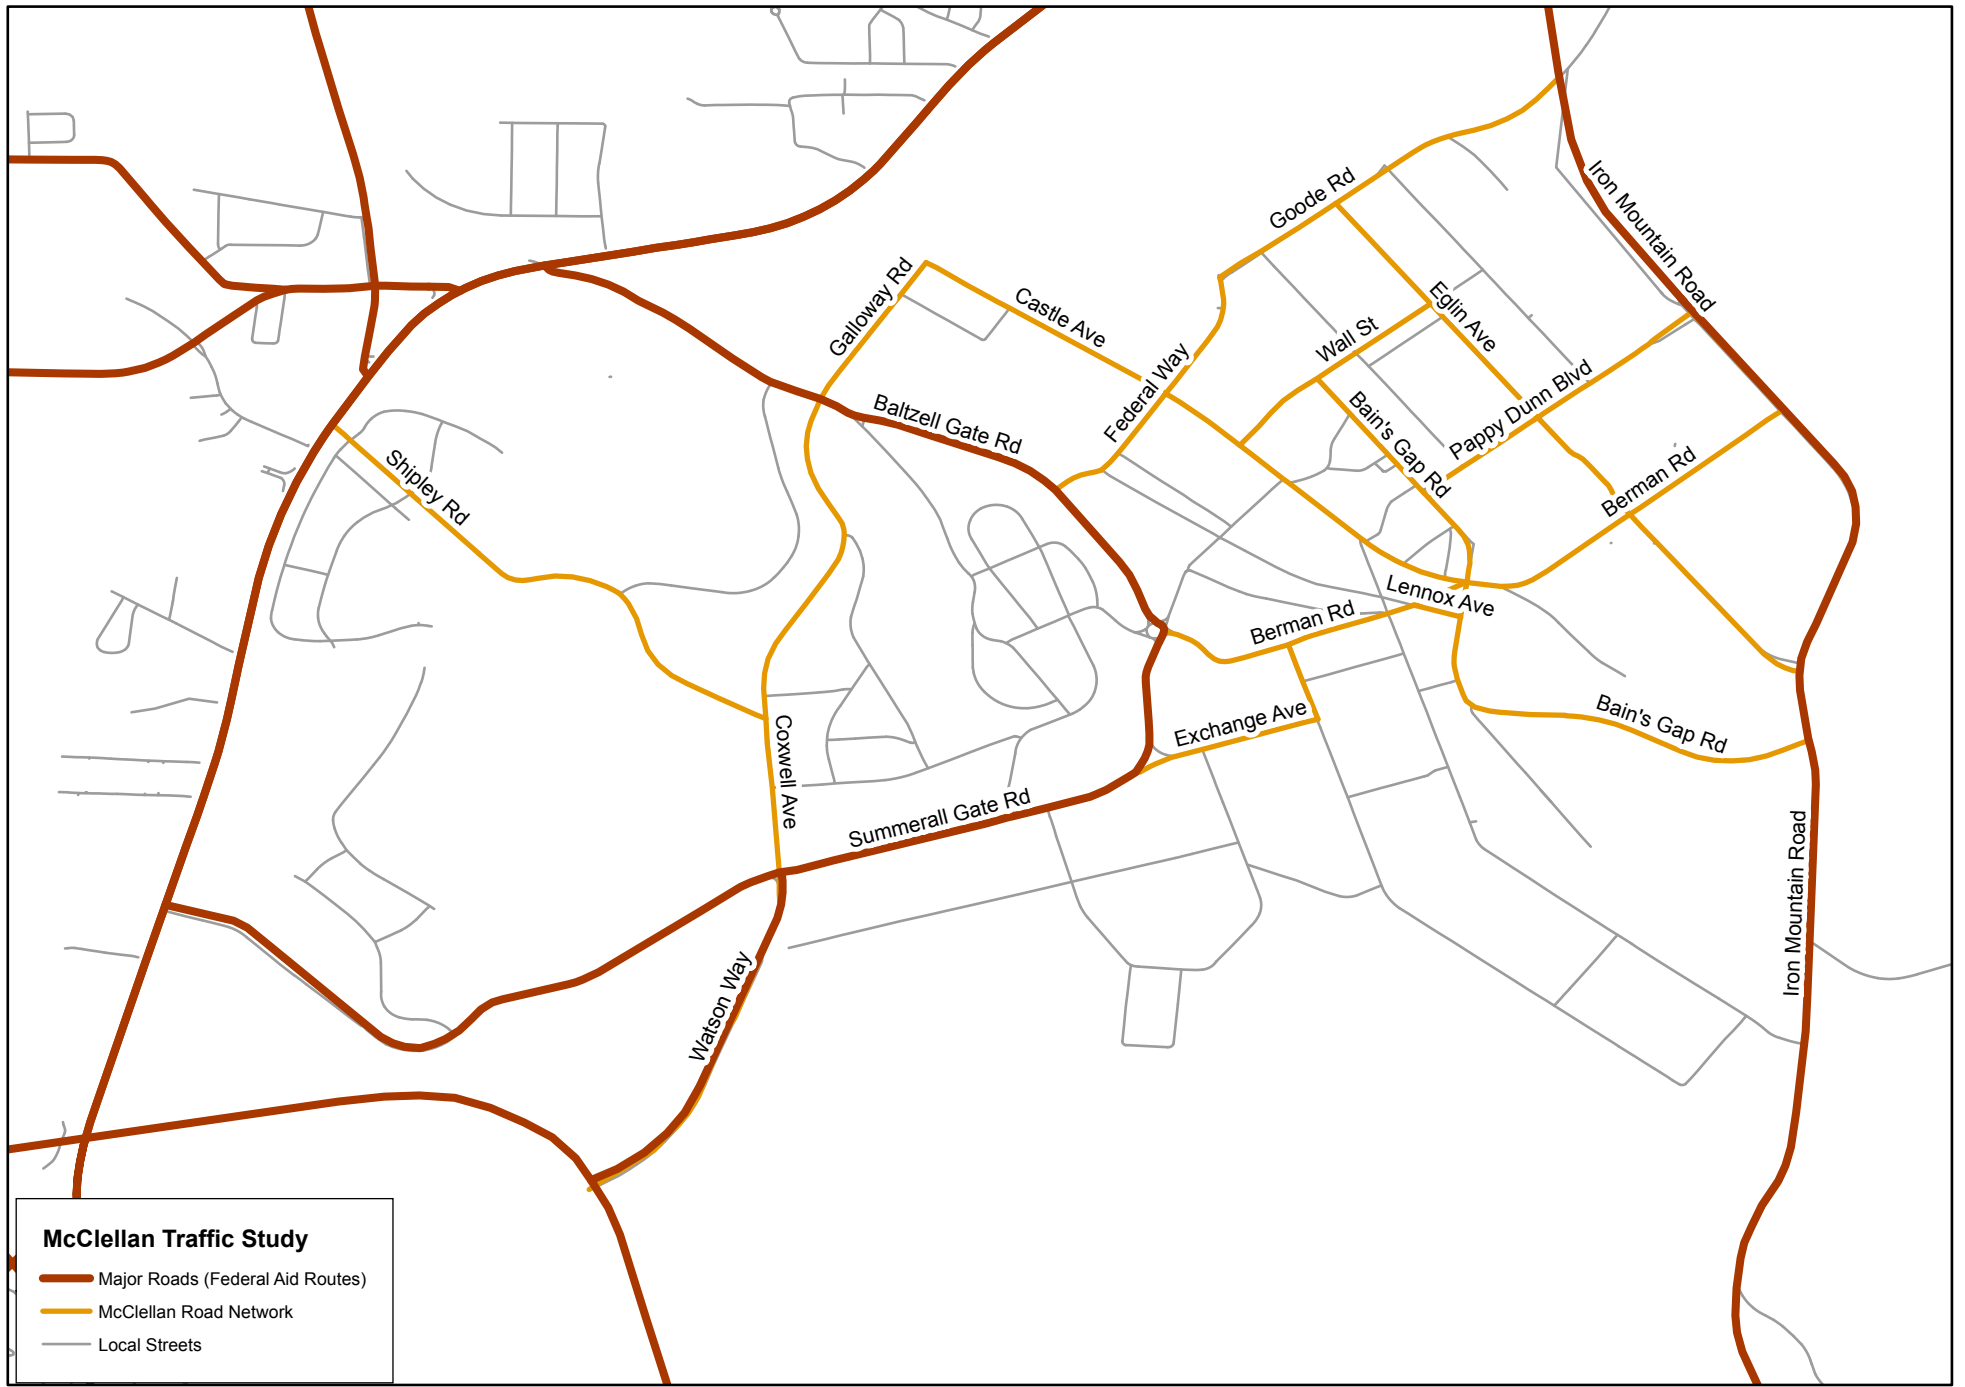 Goode Rd
Iron Mountain Road
Galloway Rd
Castle Ave
Eglin Ave
Wall St
Federal Way
Pappy Dunn Blvd
Baltzell Gate Rd
Bain's Gap Rd
Shipley Rd
Berman Rd
Lennox Ave
Berman Rd
Bain's Gap Rd
Exchange Ave
Coxwell Ave
Summerall Gate Rd
Iron Mountain Road
Watson Way
McClellan Traffic Study
Major Roads (Federal Aid Routes)
McClellan Road Network
Local Streets